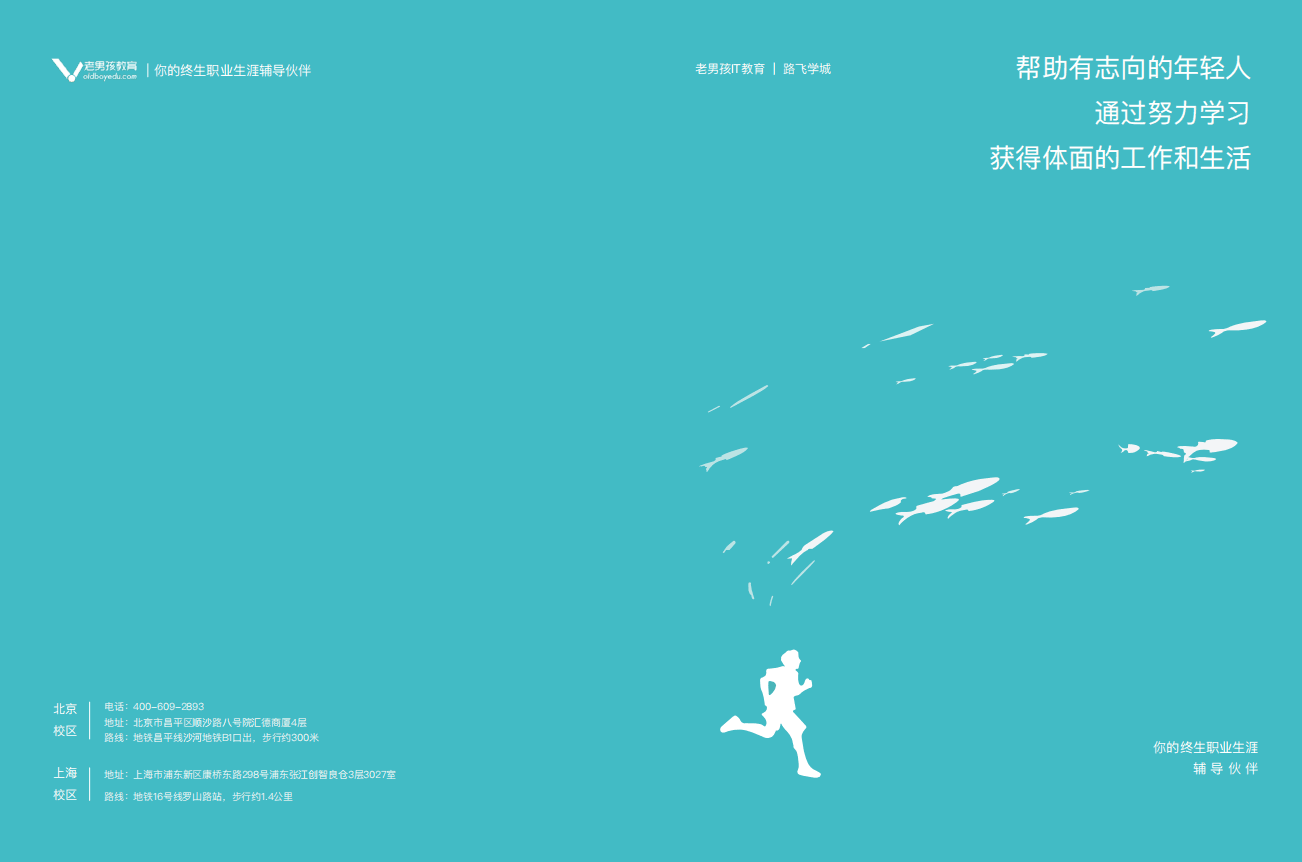 老男孩教育
oldboyedu.com
你的终生职业生涯辅导伙伴
老男孩IT教育 | 路飞学城
帮助有志向的年轻人
通过努力学习
获得体面的工作和生活
北京
校区
电话：400-609-2893
地址：北京市昌平区顺沙路八号院汇德商厦4层
路线：地铁昌平线沙河地铁B1口出，步行约300米
上海
校区
地址：上海市浦东新区康桥东路298号浦东张江创智良仓3层3027室
路线：地铁16号线罗山路站，步行约1.4公里
你的终生职业生涯
辅导伙伴